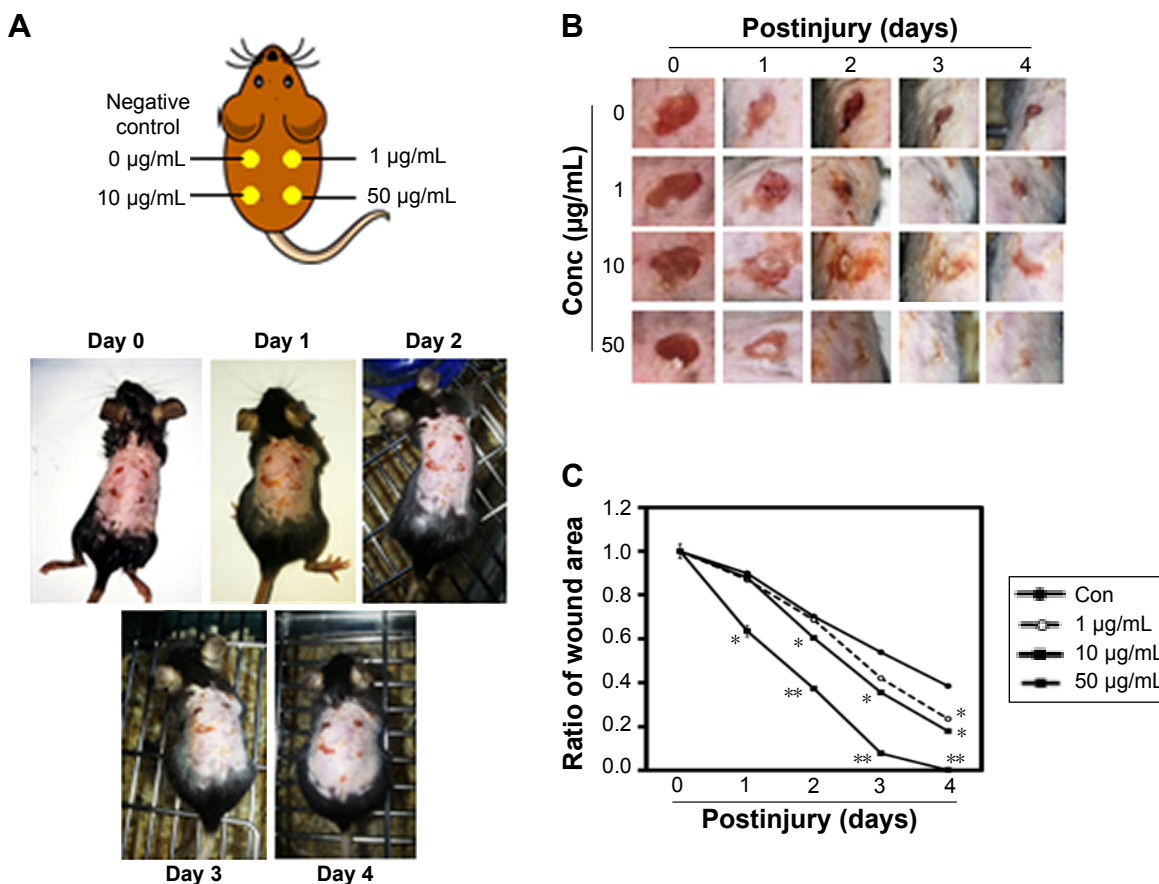 A
Negative
control
0 µg/mL
1 µg/mL
10 µg/mL
50 µg/mL
Day 0
Day 1
Day 2
Day 3
Day 4
B
Postinjury (days)
0 1 2 3 4
Conc (µg/mL)
0
1
10
50
C
Ratio of wound area
1.2
1.0
0.8
0.6
0.4
0.2
0.0
*
**
*
*
**
*
*
**
0 1 2 3 4
Postinjury (days)
Con
1 µg/mL
10 µg/mL
50 µg/mL